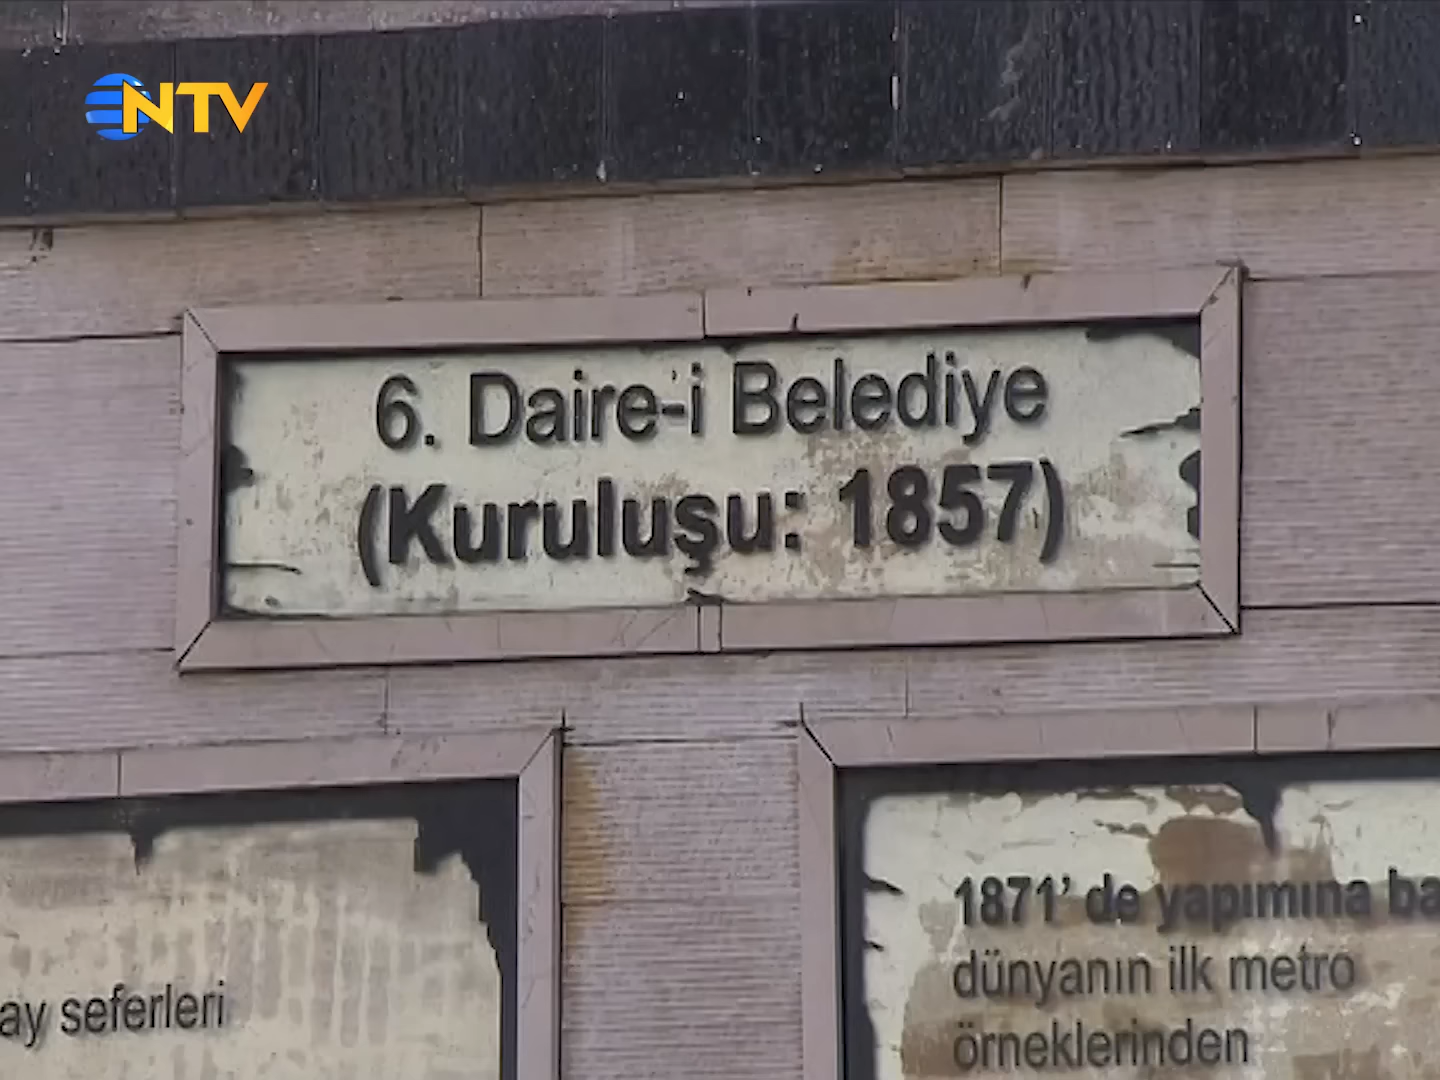 NTV
6. Daire-i Belediye
(Kuruluşu: 1857)
seferleri
1871' de yapımına
dünyanın ilk metro
örneklerinden